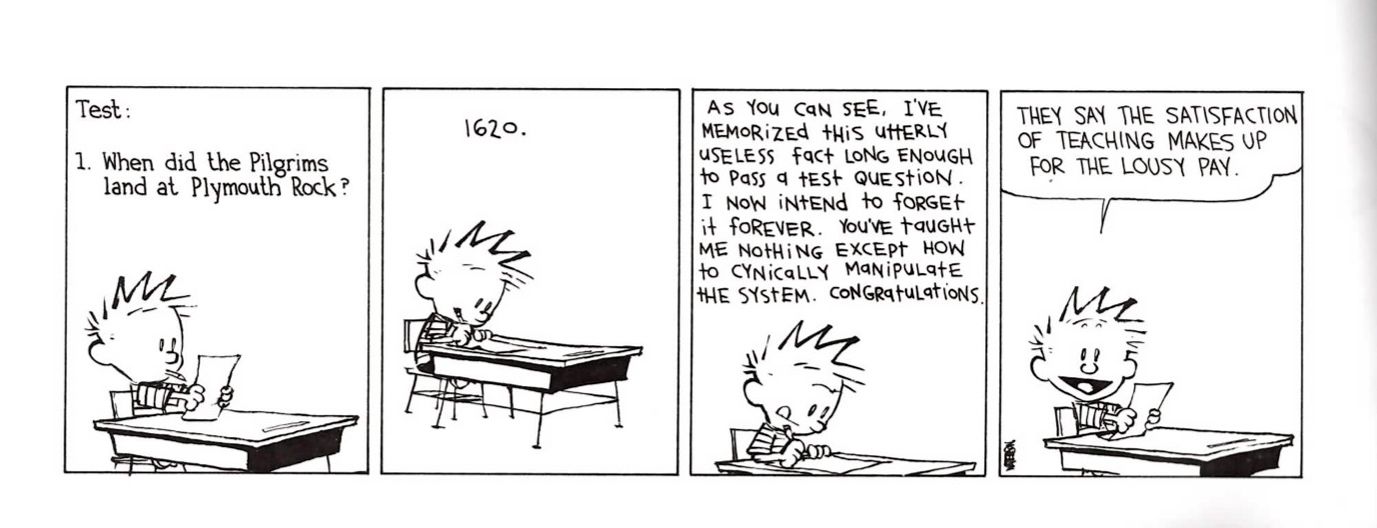 Test:
1. When did the Pilgrims
land at Plymouth Rock?
1620.
AS YOU CAN SEE, I'VE
MEMORIZED THIS UTTERLY
USELESS FACT LONG ENOUGH
TO PASS A TEST QUESTION.
I NOW INTEND TO FORGET
IT FOREVER. YOU'VE TAUGHT
ME NOTHING EXCEPT HOW
TO CYNICALLY MANIPULATE
THE SYSTEM. CONGRATULATIONS.
THEY SAY THE SATISFACTION
OF TEACHING MAKES UP
FOR THE LOUSY PAY.